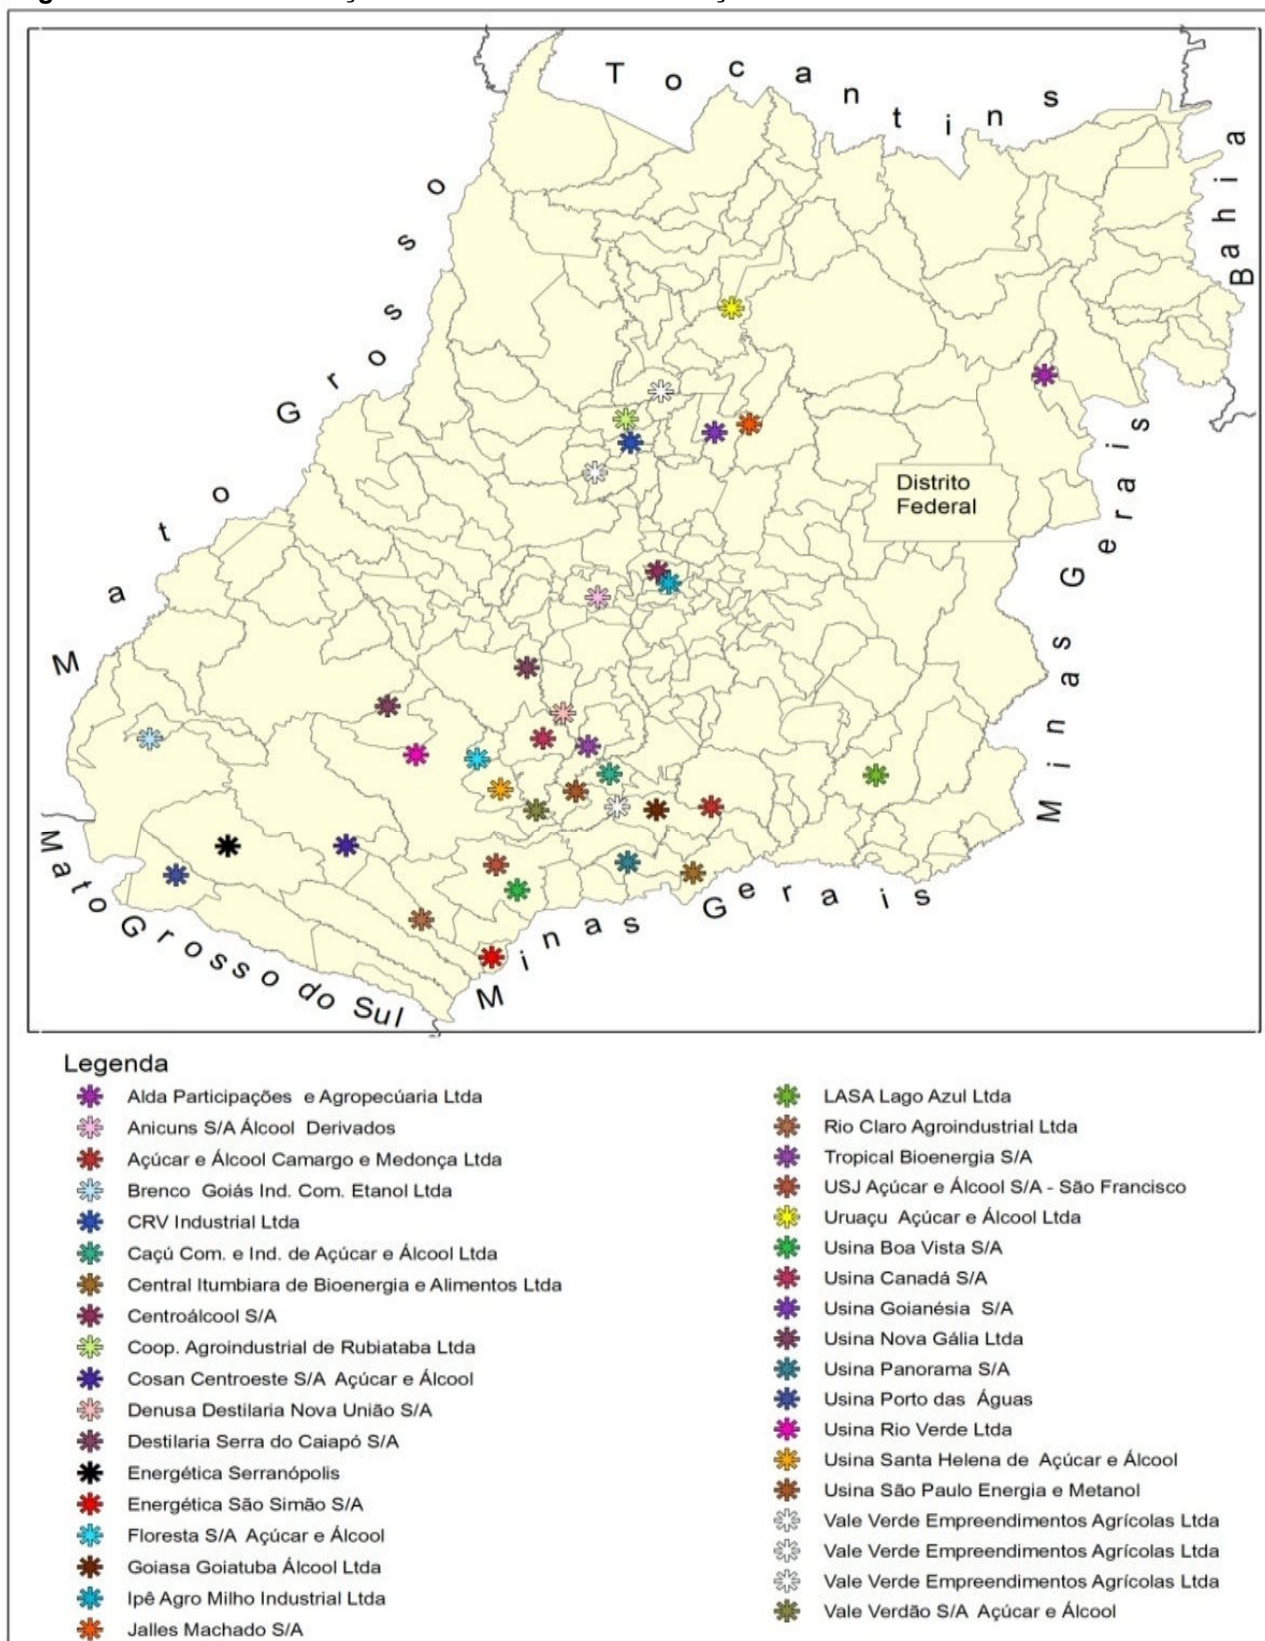 Tocantins
Bahia
Mato Grosso
Distrito
Federal
Minas Gerais
Mato Grosso do Sul
Minas Gerais
Legenda
Alda Participações e Agropecúaria Ltda
Anicuns S/A Álcool Derivados
Açúcar e Álcool Camargo e Medonça Ltda
Brenco Goiás Ind. Com. Etanol Ltda
CRV Industrial Ltda
Caçú Com. e Ind. de Açúcar e Álcool Ltda
Central Itumbiara de Bioenergia e Alimentos Ltda
Centroálcool S/A
Coop. Agroindustrial de Rubiataba Ltda
Cosan Centroeste S/A Açúcar e Álcool
Denusa Destilaria Nova União S/A
Destilaria Serra do Caiapó S/A
Energética Serranópolis
Energética São Simão S/A
Floresta S/A Açúcar e Álcool
Goiasa Goiatuba Álcool Ltda
Ipê Agro Milho Industrial Ltda
Jalles Machado S/A
LASA Lago Azul Ltda
Rio Claro Agroindustrial Ltda
Tropical Bioenergia S/A
USJ Açúcar e Álcool S/A - São Francisco
Uruaçu Açúcar e Álcool Ltda
Usina Boa Vista S/A
Usina Canadá S/A
Usina Goianésia S/A
Usina Nova Gália Ltda
Usina Panorama S/A
Usina Porto das Águas
Usina Rio Verde Ltda
Usina Santa Helena de Açúcar e Álcool
Usina São Paulo Energia e Metanol
Vale Verde Empreendimentos Agrícolas Ltda
Vale Verde Empreendimentos Agrícolas Ltda
Vale Verde Empreendimentos Agrícolas Ltda
Vale Verdão S/A Açúcar e Álcool